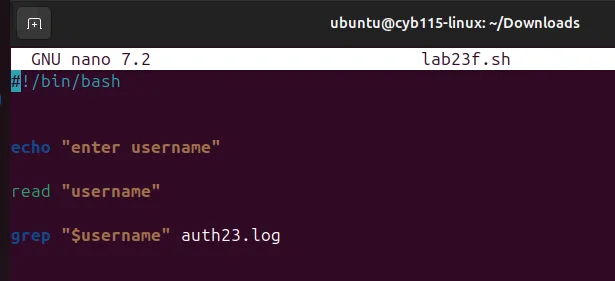 ubuntu@cyb115-linux: ~/Downloads
GNU nano 7.2 lab23f.sh
#!/bin/bash
echo "enter username"
read "username"
grep "$username" auth23.log